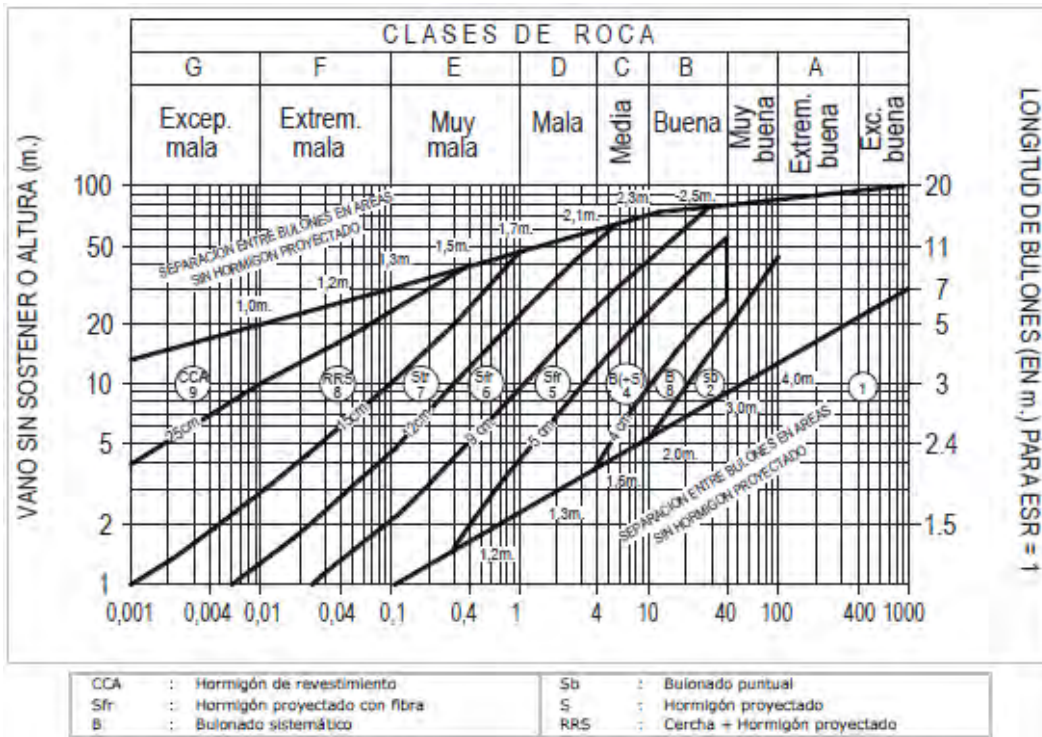 CLASES DE ROCA
G F E D C B A
Excep. mala
Extrem. mala
Muy mala
Mala
Media
Buena
Muy buena
Extrem. buena
Exc. buena
VANO SIN SOSTENER O ALTURA (m.)
100
50
20
10
5
2
1
LONGITUD DE BULONES (EN m.) PARA ESR = 1
20
11
7
5
3
2.4
1.5
SEPARACION ENTRE BULONES EN AREAS
SIN HORMIGON PROYECTADO
1,0m.
1,2m.
1,3m.
1,5m.
1,7m.
-2,1m.-
2,3m.
-2,5m.
CCA 9
RRS 8
Sfr 7
Sfr 6
Sfr 5
B(+S) 4
B
sb 2
1
25cm.
15cm
12cm
9 cm
5 cm
4 cm
4,0m.
3,0m.
2.0m.
1,5m.
1,3m.
1,2m.
SEPARACION ENTRE BULONES EN AREAS
SIN HORMIGON PROYECTADO
0,001 0,004 0,01 0,04 0,1 0,4 1 4 10 40 100 400 1000
CCA : Hormigón de revestimiento
Sfr : Hormigón proyectado con fibra
B : Bulonado sistemático
Sb : Bulonado puntual
S : Hormigón proyectado
RRS : Cercha + Hormigón proyectado